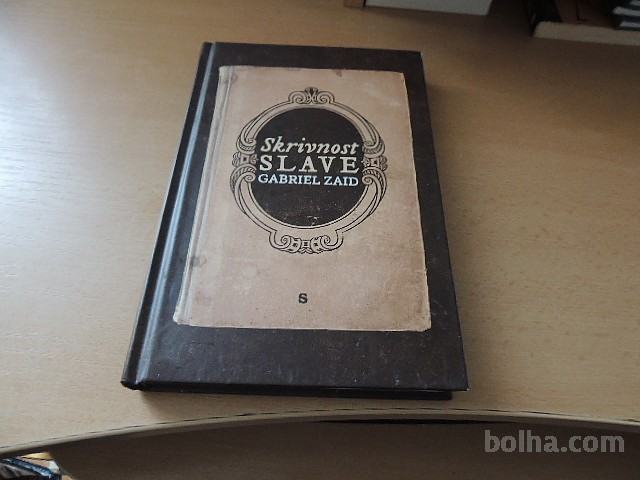 Skrivnost
SLAVE
GABRIEL ZAID
S
bolha.com